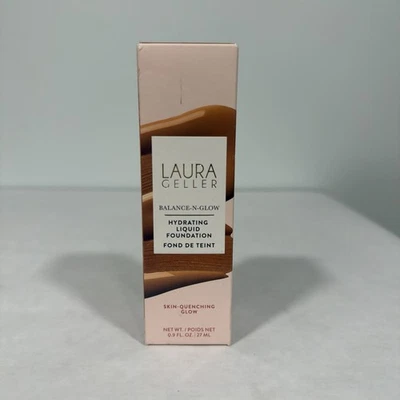 LAURA
GELLER
BALANCE-N-GLOW
HYDRATING
LIQUID
FOUNDATION
FOND DE TEINT
SKIN-QUENCHING
GLOW
NET WT. / POIDS NET
0.9 FL. OZ. / 27 ML